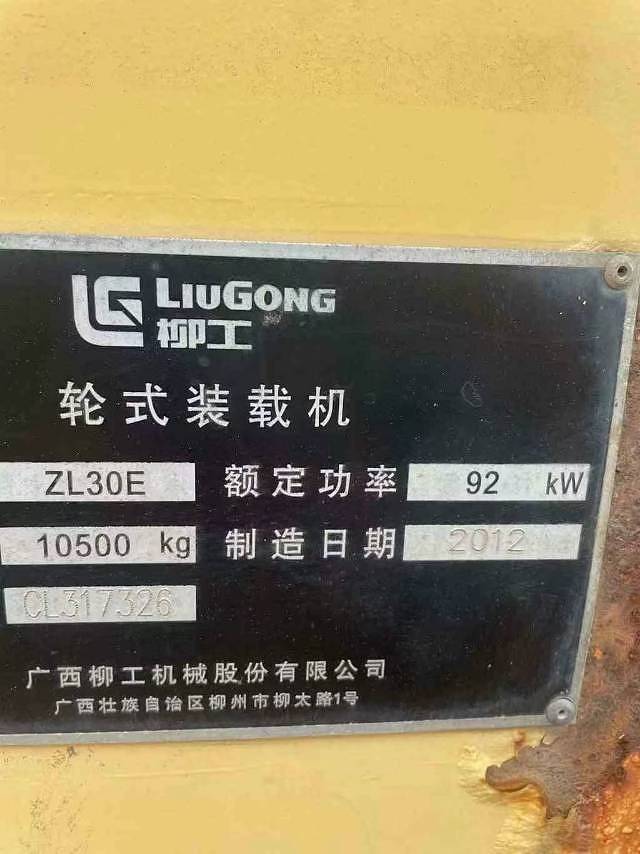 LIUGONG
柳工
轮式装载机
ZL30E 额定功率 92 kW
10500 kg 制造日期 2012
CL317326
广西柳工机械股份有限公司
广西壮族自治区柳州市柳太路1号